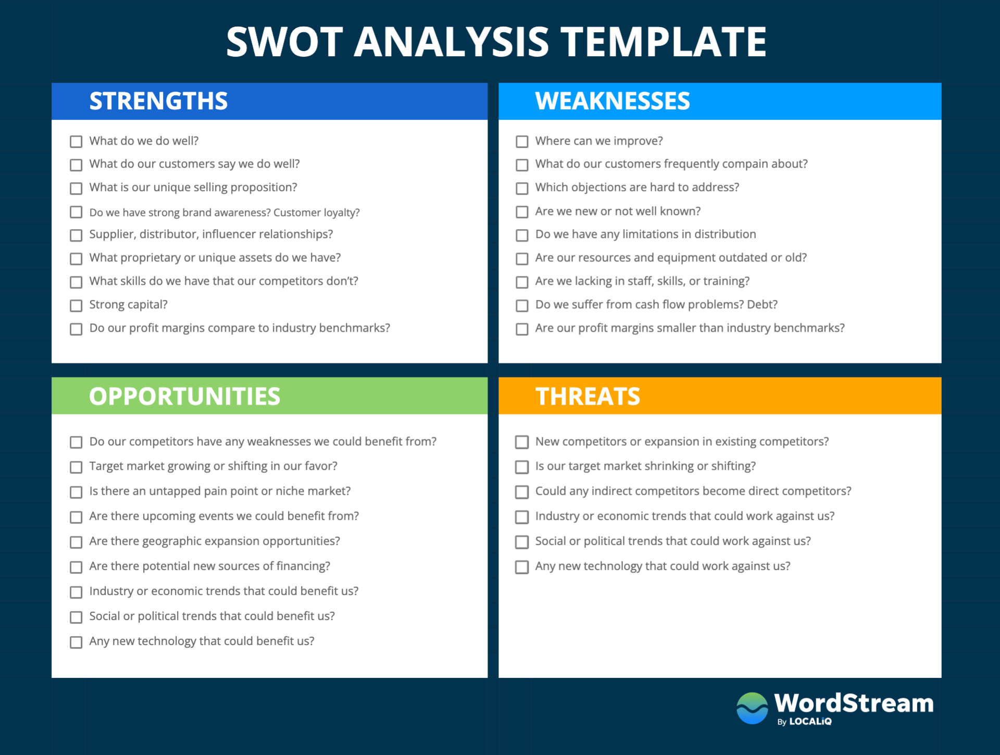 SWOT ANALYSIS TEMPLATE
STRENGTHS
What do we do well?
What do our customers say we do well?
What is our unique selling proposition?
Do we have strong brand awareness? Customer loyalty?
Supplier, distributor, influencer relationships?
What proprietary or unique assets do we have?
What skills do we have that our competitors don’t?
Strong capital?
Do our profit margins compare to industry benchmarks?
WEAKNESSES
Where can we improve?
What do our customers frequently compain about?
Which objections are hard to address?
Are we new or not well known?
Do we have any limitations in distribution
Are our resources and equipment outdated or old?
Are we lacking in staff, skills, or training?
Do we suffer from cash flow problems? Debt?
Are our profit margins smaller than industry benchmarks?
OPPORTUNITIES
Do our competitors have any weaknesses we could benefit from?
Target market growing or shifting in our favor?
Is there an untapped pain point or niche market?
Are there upcoming events we could benefit from?
Are there geographic expansion opportunities?
Are there potential new sources of financing?
Industry or economic trends that could benefit us?
Social or political trends that could benefit us?
Any new technology that could benefit us?
THREATS
New competitors or expansion in existing competitors?
Is our target market shrinking or shifting?
Could any indirect competitors become direct competitors?
Industry or economic trends that could work against us?
Social or political trends that could work against us?
Any new technology that could work against us?
WordStream
By LOCALiQ